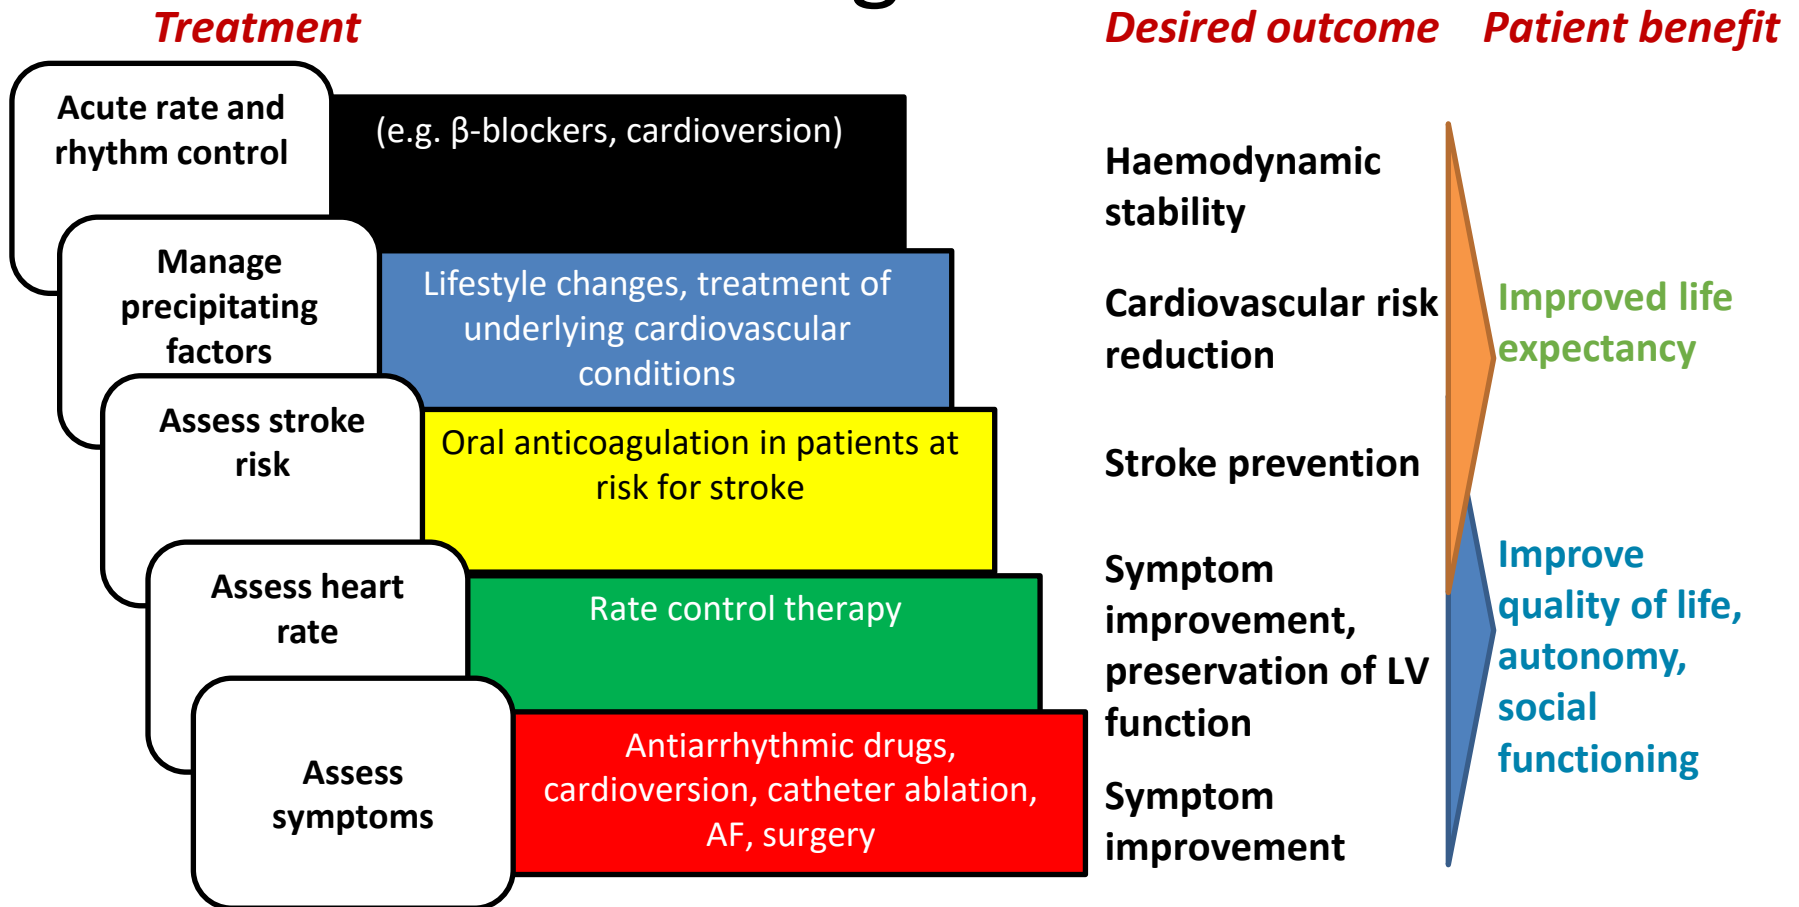 Treatment
Desired outcome
Patient benefit
Acute rate and
rhythm control
(e.g. β-blockers, cardioversion)
Haemodynamic
stability
Manage
precipitating
factors
Lifestyle changes, treatment of
underlying cardiovascular
conditions
Cardiovascular risk
reduction
Improved life
expectancy
Assess stroke
risk
Oral anticoagulation in patients at
risk for stroke
Stroke prevention
Assess heart
rate
Rate control therapy
Symptom
improvement,
preservation of LV
function
Improve
quality of life,
autonomy,
social
functioning
Assess
symptoms
Antiarrhythmic drugs,
cardioversion, catheter ablation,
AF, surgery
Symptom
improvement